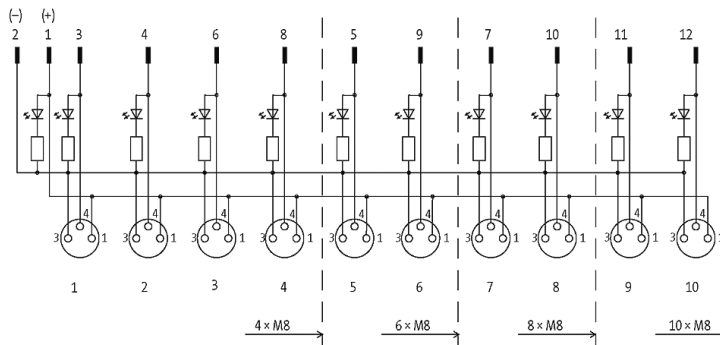 (–) (+)
2 1 3 4 6 8 5 9 7 10 11 12
4 4 4 4 4 4 4 4 4 4
3 1 3 1 3 1 3 1 3 1 3 1 3 1 3 1 3 1 3 1
1 2 3 4 5 6 7 8 9 10
4 × M8 6 × M8 8 × M8 10 × M8